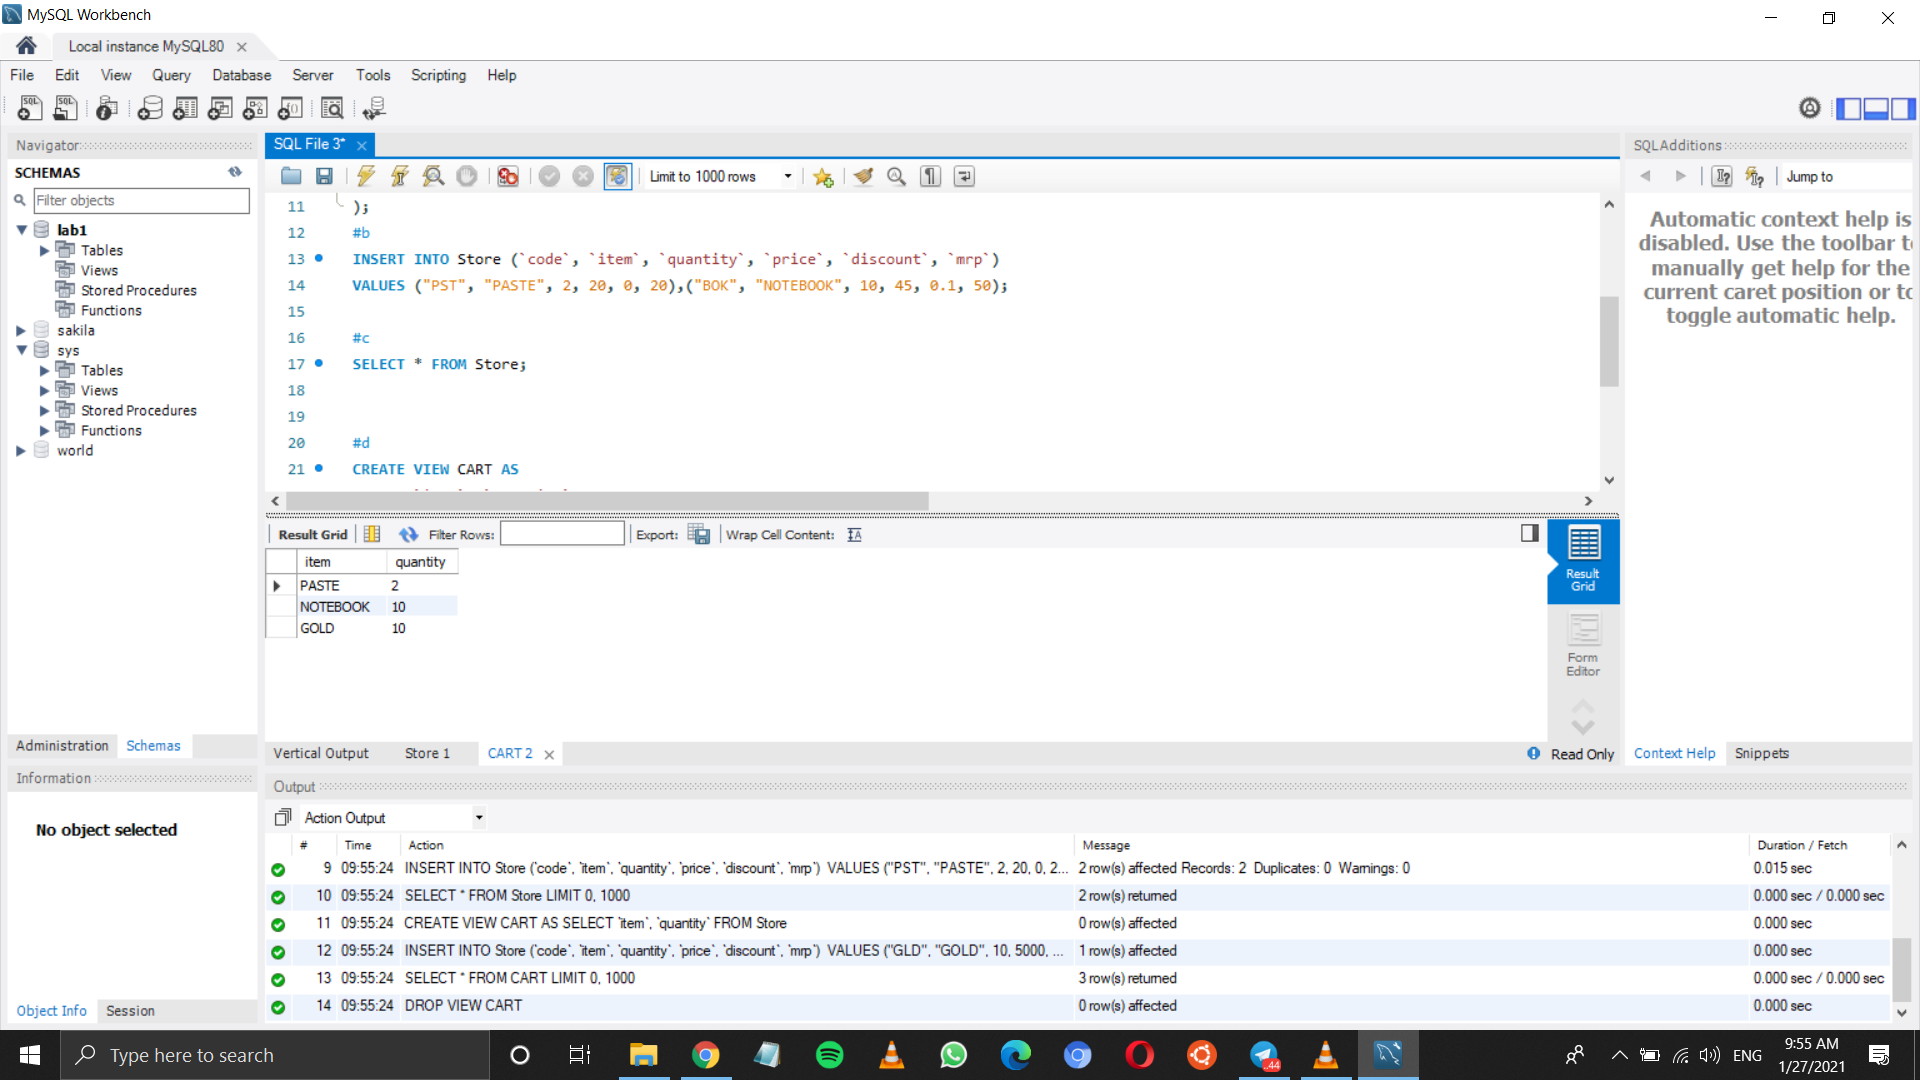 MySQL Workbench
Local instance MySQL80
File Edit View Query Database Server Tools Scripting Help
Navigator
SCHEMAS
Filter objects
lab1
Tables
Views
Stored Procedures
Functions
sakila
sys
Tables
Views
Stored Procedures
Functions
world
Administration Schemas
Information
No object selected
Object Info Session
SQL File 3*
Limit to 1000 rows
11 );
12 #b
13 INSERT INTO Store (`code`, `item`, `quantity`, `price`, `discount`, `mrp`)
14 VALUES ("PST", "PASTE", 2, 20, 0, 20),("BOK", "NOTEBOOK", 10, 45, 0.1, 50);
15
16 #c
17 SELECT * FROM Store;
18
19
20 #d
21 CREATE VIEW CART AS
Result Grid Filter Rows: Export: Wrap Cell Content:
item quantity
PASTE 2
NOTEBOOK 10
GOLD 10
Result Grid
Form Editor
Vertical Output Store 1 CART 2 Read Only
SQLAdditions
Jump to
Automatic context help is
disabled. Use the toolbar to
manually get help for the
current caret position or to
toggle automatic help.
Context Help Snippets
Output
Action Output
# Time Action Message Duration / Fetch
9 09:55:24 INSERT INTO Store (`code`, `item`, `quantity`, `price`, `discount`, `mrp`) VALUES ("PST", "PASTE", 2, 20, 0, 2... 2 row(s) affected Records: 2 Duplicates: 0 Warnings: 0 0.015 sec
10 09:55:24 SELECT * FROM Store LIMIT 0, 1000 2 row(s) returned 0.000 sec / 0.000 sec
11 09:55:24 CREATE VIEW CART AS SELECT `item`, `quantity` FROM Store 0 row(s) affected 0.000 sec
12 09:55:24 INSERT INTO Store (`code`, `item`, `quantity`, `price`, `discount`, `mrp`) VALUES ("GLD", "GOLD", 10, 5000, ... 1 row(s) affected 0.000 sec
13 09:55:24 SELECT * FROM CART LIMIT 0, 1000 3 row(s) returned 0.000 sec / 0.000 sec
14 09:55:24 DROP VIEW CART 0 row(s) affected 0.000 sec
Type here to search
44
ENG
9:55 AM
1/27/2021